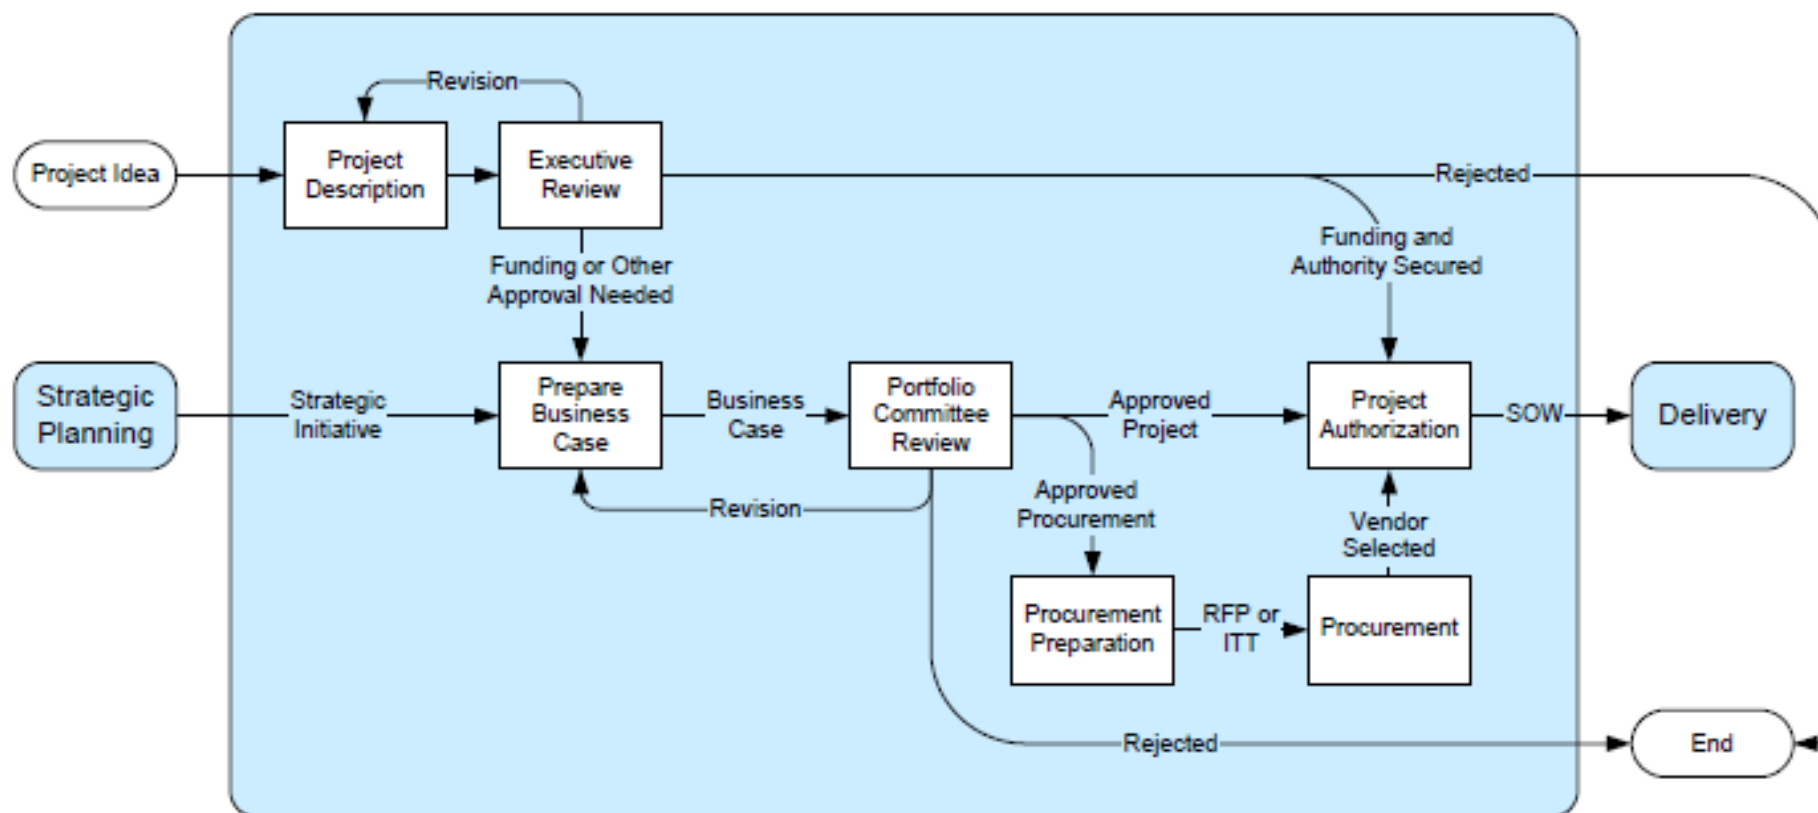 Revision
Project Idea
Project
Description
Executive
Review
Rejected
Funding and
Authority Secured
Funding or Other
Approval Needed
Strategic
Planning
Strategic
Initiative
Prepare
Business
Case
Business
Case
Portfolio
Committee
Review
Approved
Project
Project
Authorization
SOW
Delivery
Revision
Approved
Procurement
Vendor
Selected
Procurement
Preparation
RFP or
ITT
Procurement
Rejected
End